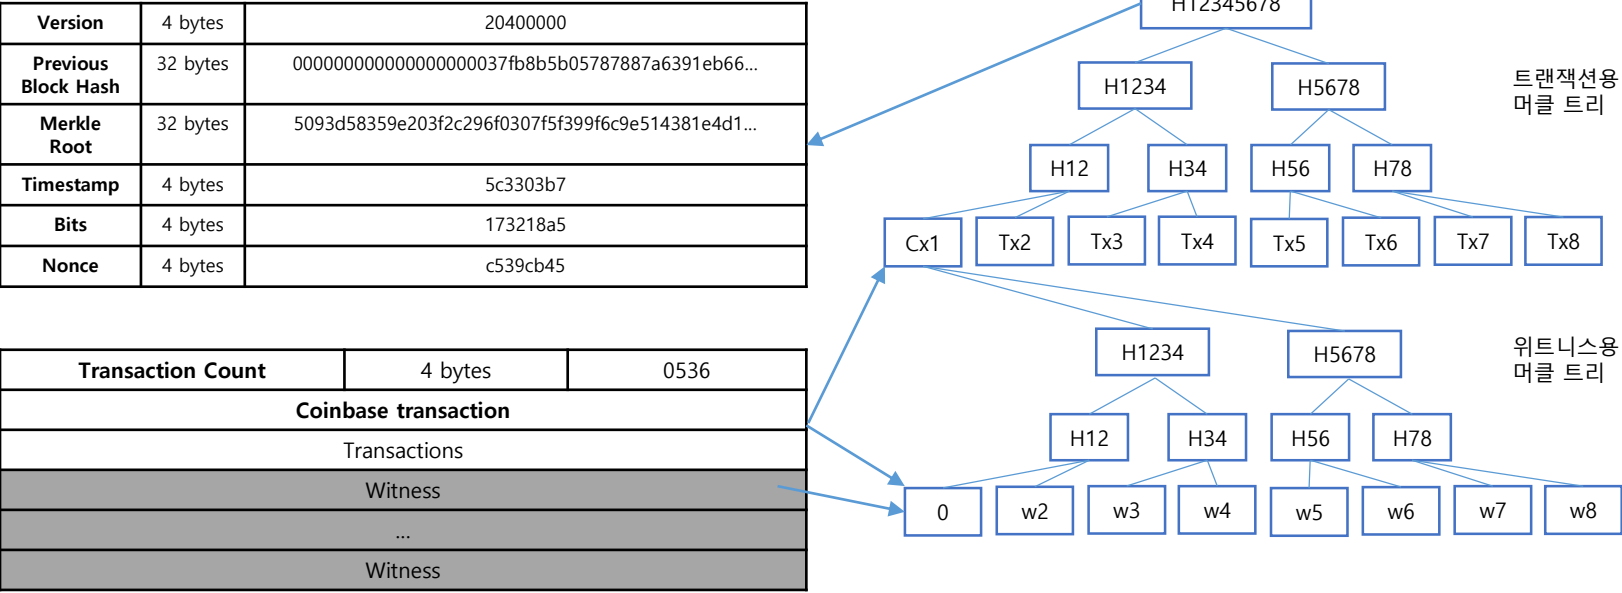 Version 4 bytes 20400000
Previous
Block Hash 32 bytes 000000000000000000037fb8b5b05787887a6391eb66...
Merkle
Root 32 bytes 5093d58359e203f2c296f0307f5f399f6c9e514381e4d1...
Timestamp 4 bytes 5c3303b7
Bits 4 bytes 173218a5
Nonce 4 bytes c539cb45
Transaction Count 4 bytes 0536
Coinbase transaction
Transactions
Witness
...
Witness
H12345678
H1234 H5678
트랜잭션용
머클 트리
H12 H34 H56 H78
Cx1 Tx2 Tx3 Tx4 Tx5 Tx6 Tx7 Tx8
H1234 H5678
위트니스용
머클 트리
H12 H34 H56 H78
0 w2 w3 w4 w5 w6 w7 w8